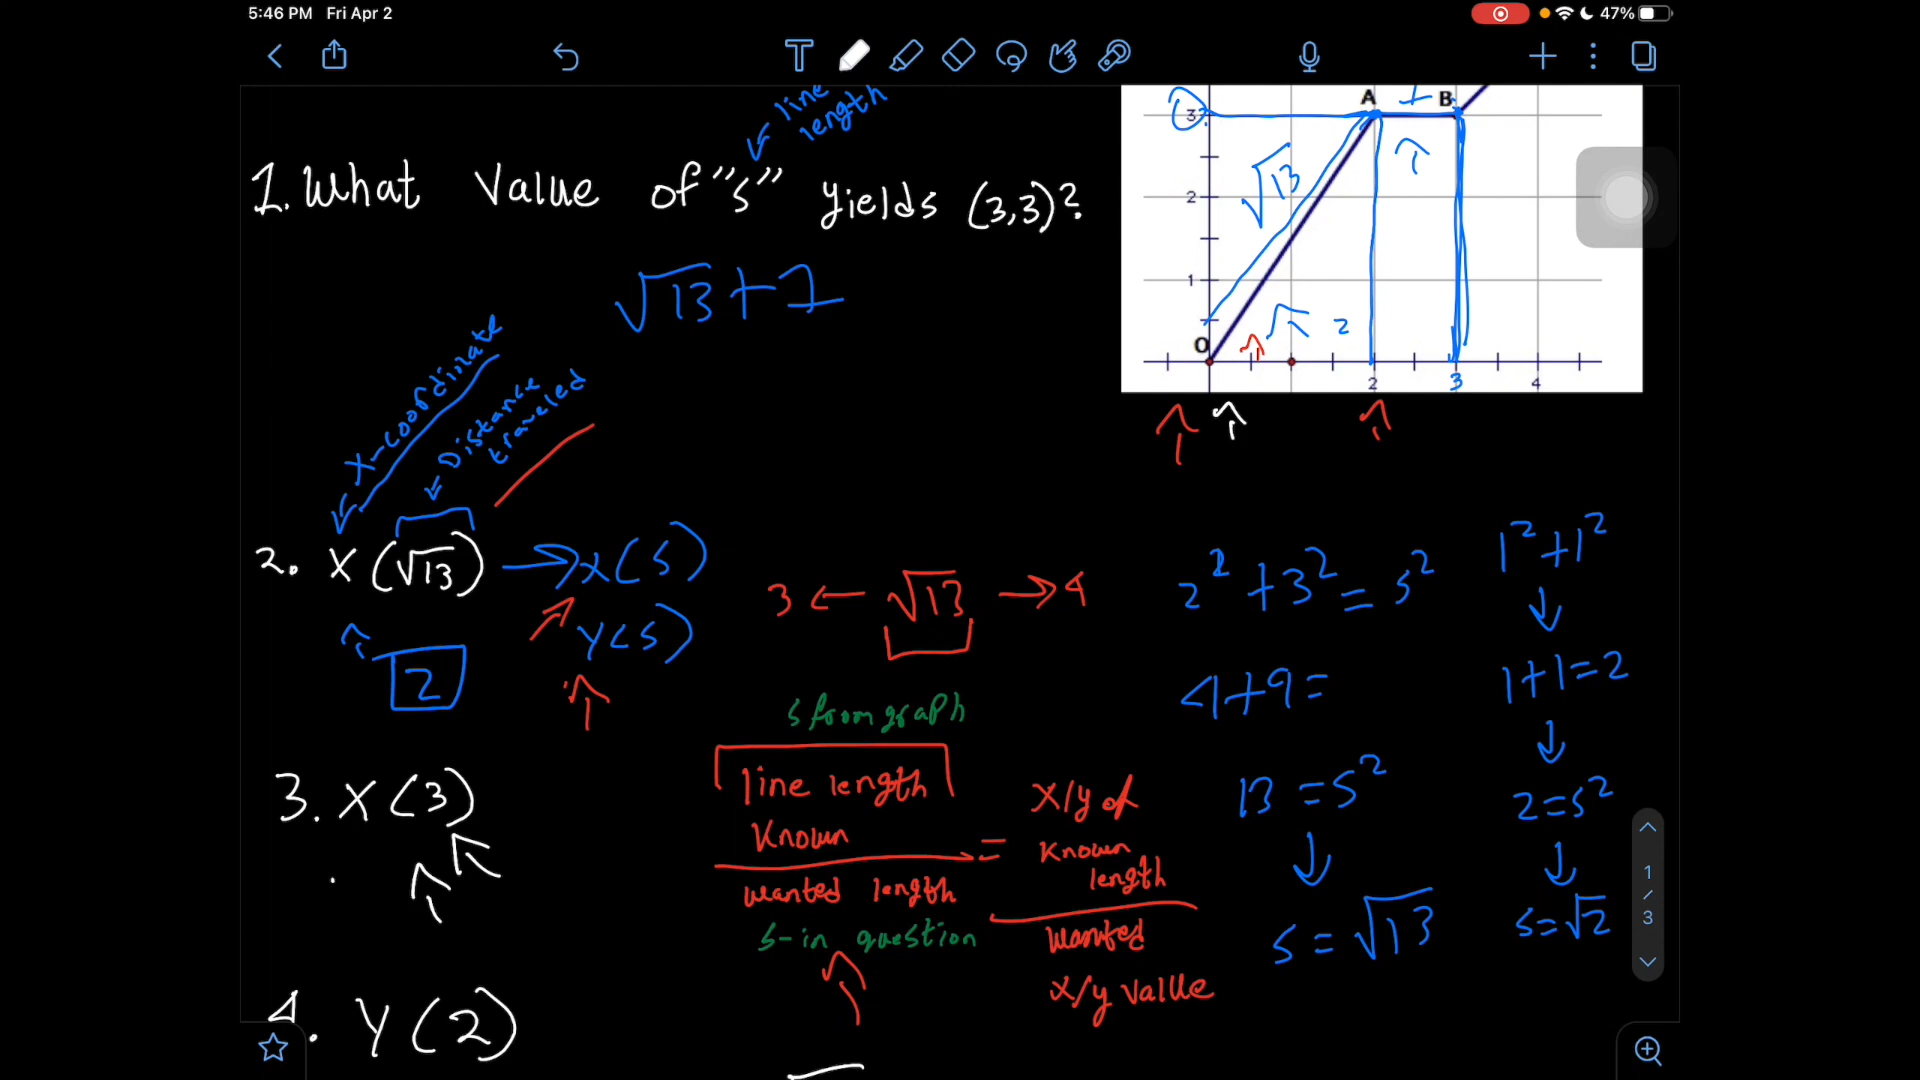 5:46 PM Fri Apr 2
47%
line
length
1. What Value of "s" yields (3,3)?
√13 + 1
X-coordinate
Distance
traveled
2. X(√13) → X(s)
Y(s)
2
3. X(3)
4. Y(2)
3 ← √13 → 4
s from graph
line length
Known
wanted length
s-in question
=
X/y of
Known
length
Wanted
X/y value
2² + 3² = s²
4+9=
13 = s²
↓
s = √13
1²+1²
↓
1+1=2
↓
2=s²
↓
s=√2
A 1 B
3
√13
2
1
2
O
2 3 4
1
/
3